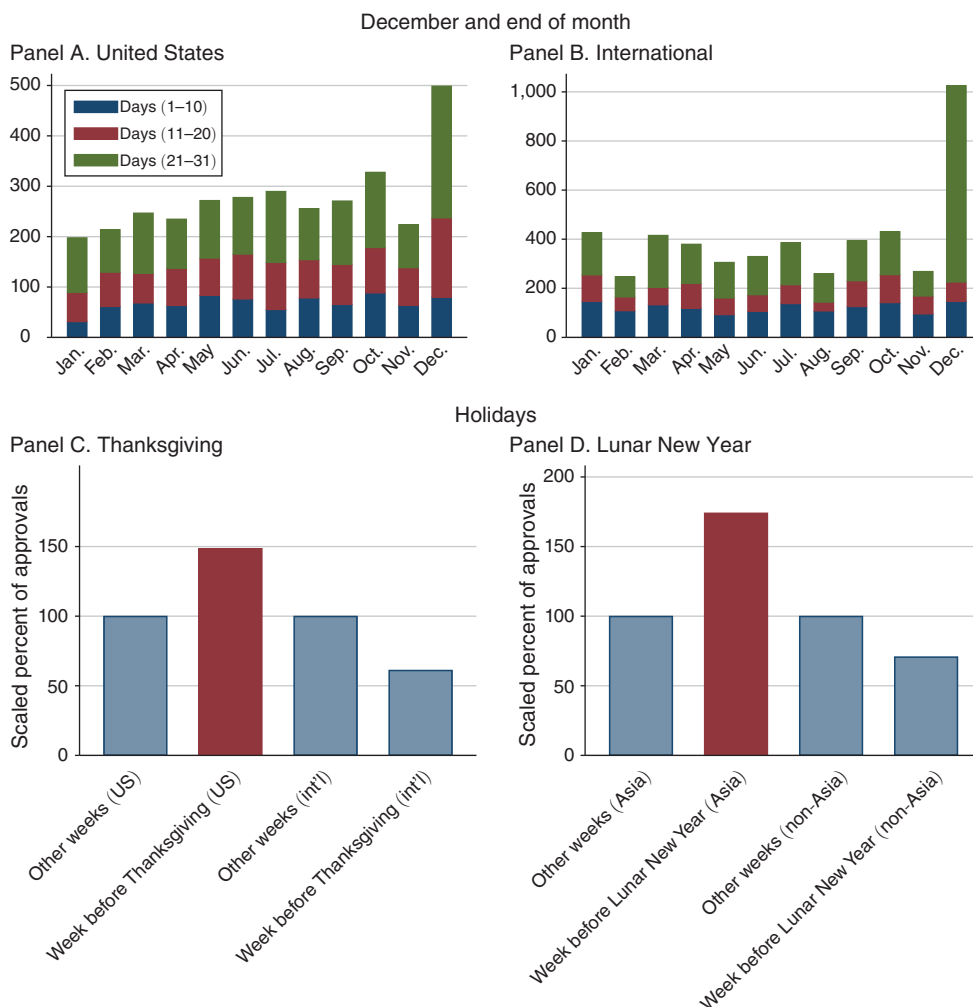 December and end of month
Panel A. United States
500
400
300
200
100
0
Days (1–10)
Days (11–20)
Days (21–31)
Jan.
Feb.
Mar.
Apr.
May
Jun.
Jul.
Aug.
Sep.
Oct.
Nov.
Dec.
Panel B. International
1,000
800
600
400
200
0
Jan.
Feb.
Mar.
Apr.
May
Jun.
Jul.
Aug.
Sep.
Oct.
Nov.
Dec.
Holidays
Panel C. Thanksgiving
Scaled percent of approvals
150
100
50
0
Other weeks (US)
Week before Thanksgiving (US)
Other weeks (int'l)
Week before Thanksgiving (int'l)
Panel D. Lunar New Year
Scaled percent of approvals
200
150
100
50
0
Other weeks (Asia)
Week before Lunar New Year (Asia)
Other weeks (non-Asia)
Week before Lunar New Year (non-Asia)